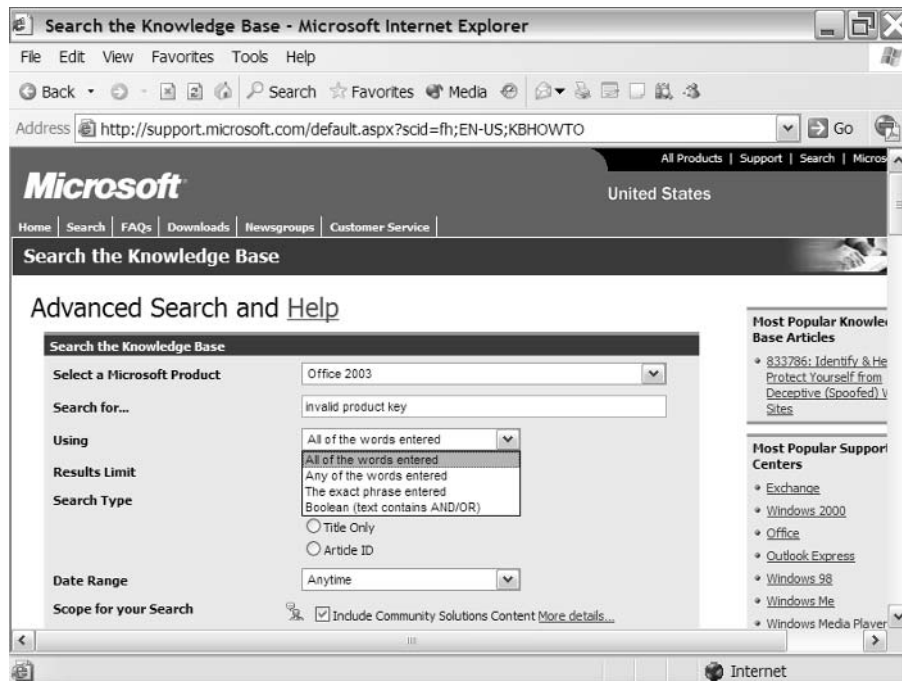 Search the Knowledge Base - Microsoft Internet Explorer
File Edit View Favorites Tools Help
Back Search Favorites Media
Address http://support.microsoft.com/default.aspx?scid=fh;EN-US;KBHOWTO Go
All Products | Support | Search | Micros
Microsoft
United States
Home | Search | FAQs | Downloads | Newsgroups | Customer Service |
Search the Knowledge Base
Advanced Search and Help
Search the Knowledge Base
Select a Microsoft Product Office 2003
Search for... invalid product key
Using All of the words entered
All of the words entered
Results Limit
Any of the words entered
The exact phrase entered
Search Type
Boolean (text contains AND/OR)
Title Only
Article ID
Date Range Anytime
Scope for your Search Include Community Solutions Content More details...
Most Popular Knowle
Base Articles
833786: Identify & He
Protect Yourself from
Deceptive (Spoofed) W
Sites
Most Popular Support
Centers
Exchange
Windows 2000
Office
Outlook Express
Windows 98
Windows Me
Windows Media Player
Internet